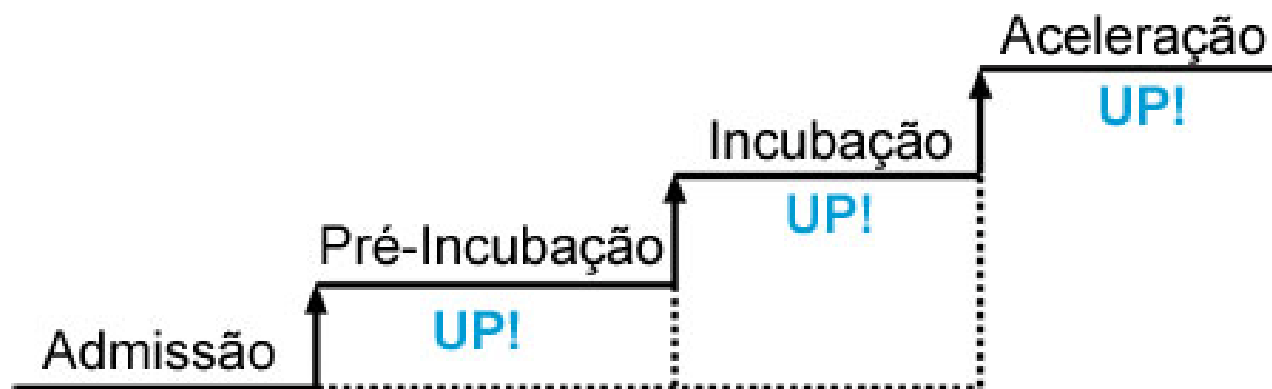 Aceleração
UP!
Incubação
UP!
Pré-Incubação
UP!
Admissão